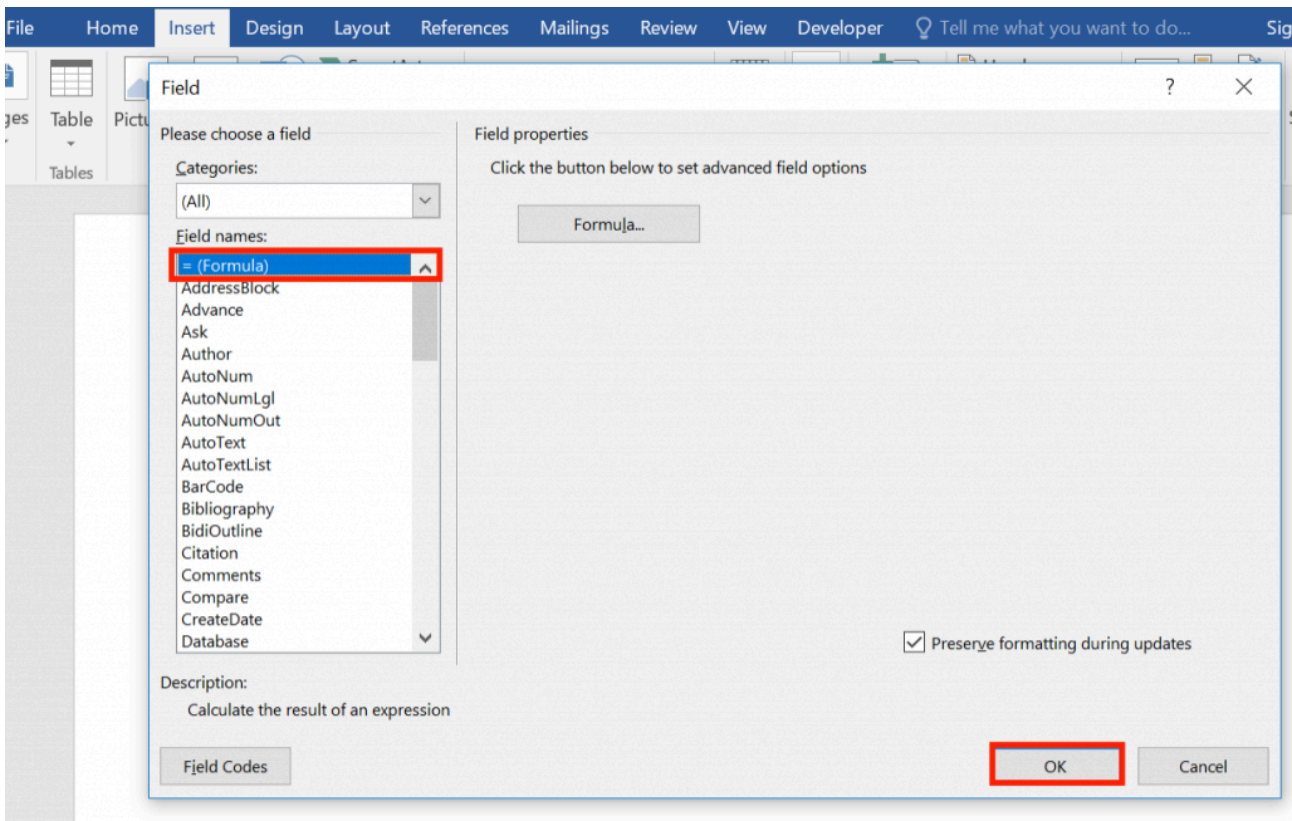 File Home Insert Design Layout References Mailings Review View Developer Tell me what you want to do...
Table
Tables
Field ?
Please choose a field
Categories:
(All)
Field names:
= (Formula)
AddressBlock
Advance
Ask
Author
AutoNum
AutoNumLgl
AutoNumOut
AutoText
AutoTextList
BarCode
Bibliography
BidiOutline
Citation
Comments
Compare
CreateDate
Database
Field properties
Click the button below to set advanced field options
Formula...
Preserve formatting during updates
Description:
Calculate the result of an expression
Field Codes
OK
Cancel